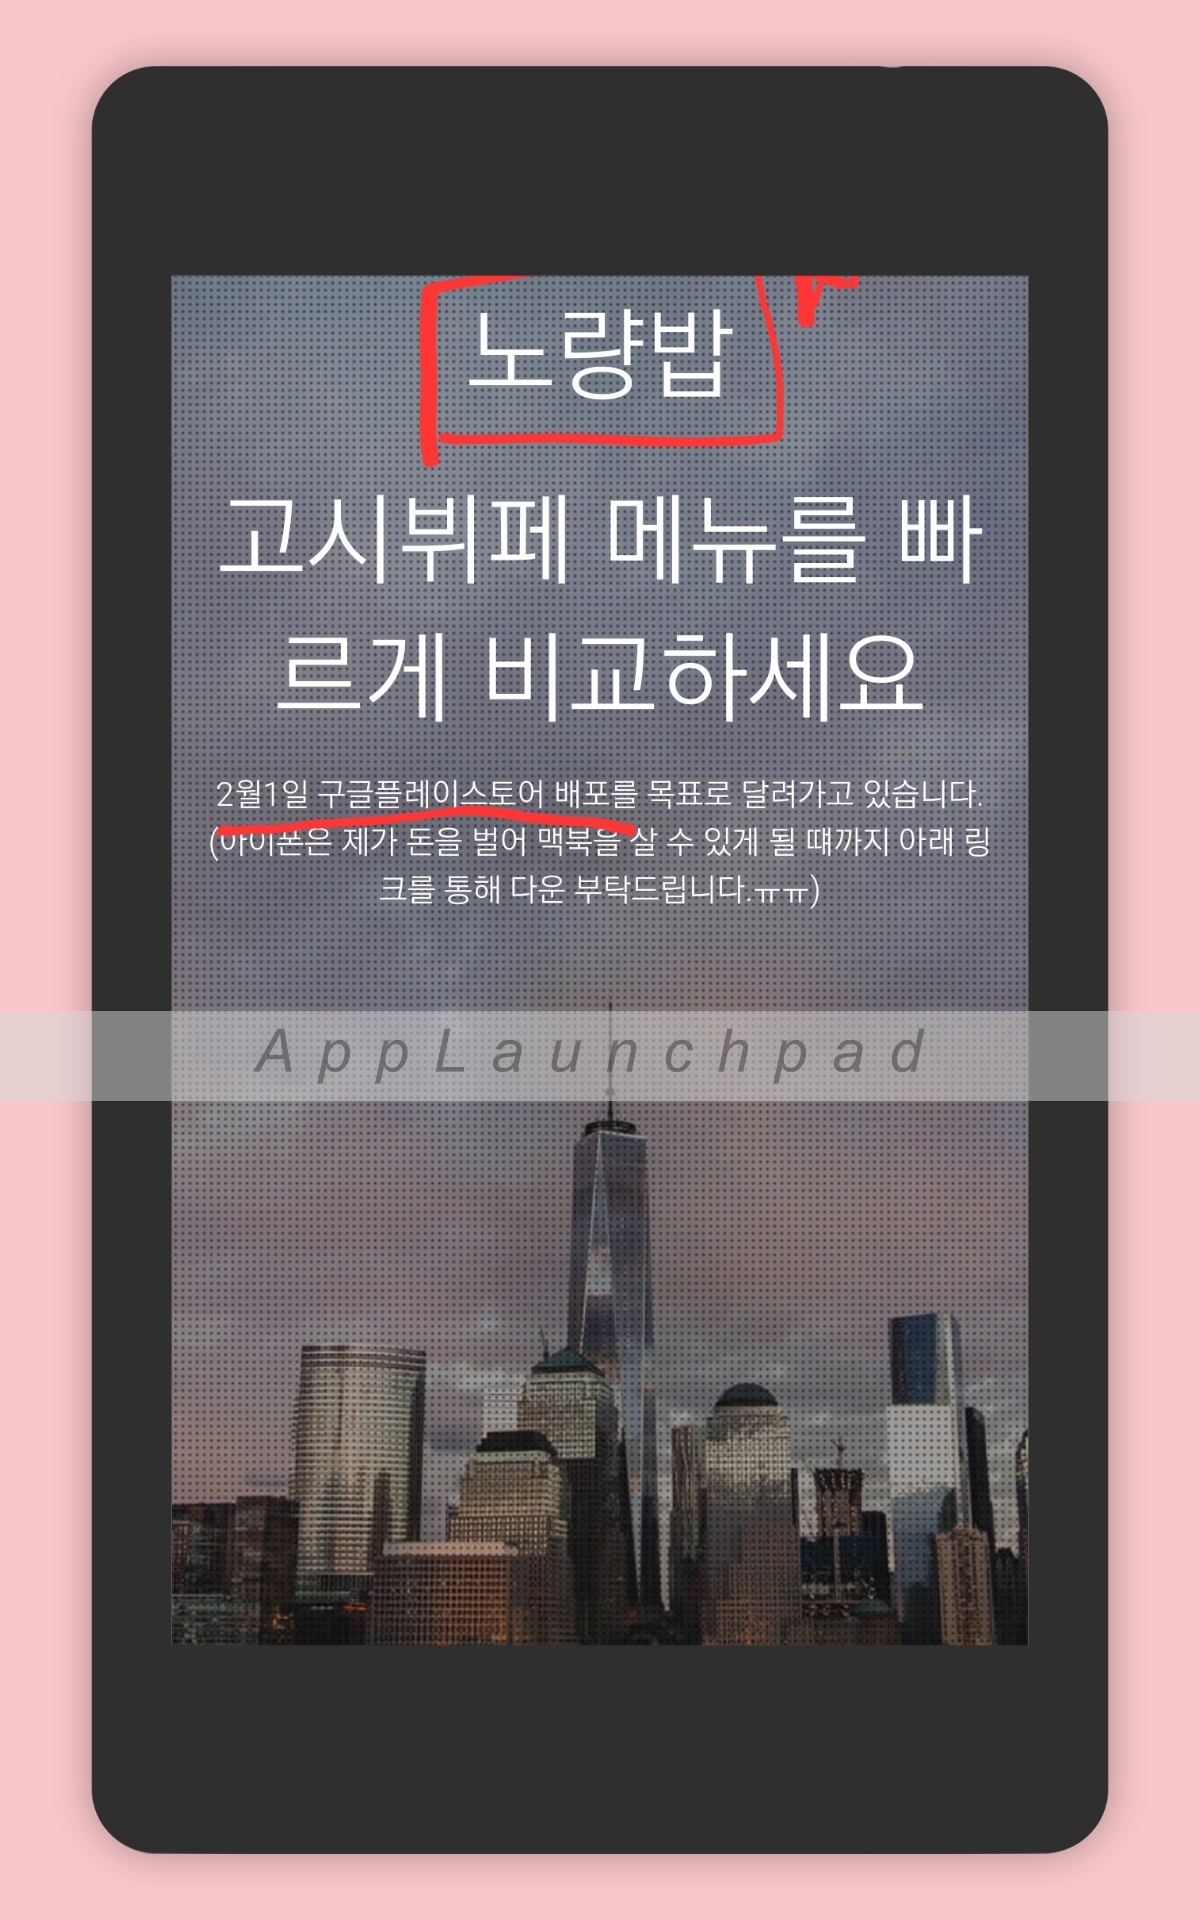 노량밥
고시뷔페 메뉴를 빠
르게 비교하세요
2월1일 구글플레이스토어 배포를 목표로 달려가고 있습니다.
(아이폰은 제가 돈을 벌어 맥북을 살 수 있게 될 떄까지 아래 링
크를 통해 다운 부탁드립니다.ㅠㅠ)
AppLaunchpad